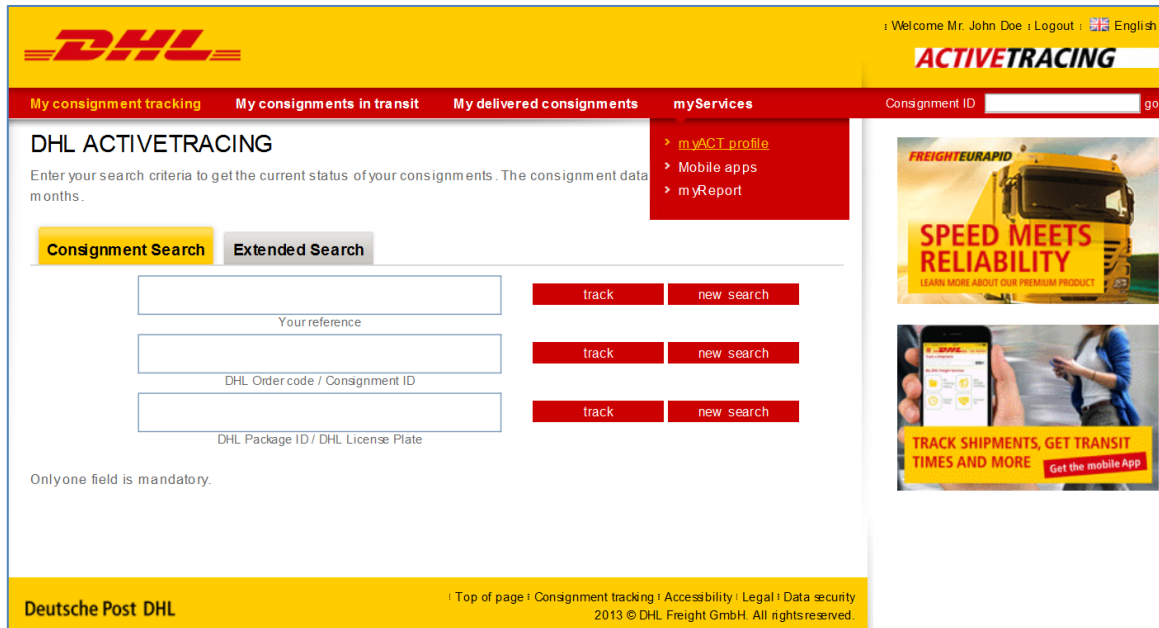 : Welcome Mr. John Doe : Logout : English
DHL
ACTIVETRACING
My consignment tracking My consignments in transit My delivered consignments myServices Consignment ID go
DHL ACTIVETRACING
> myACT profile
> Mobile apps
> myReport
Enter your search criteria to get the current status of your consignments. The consignment data
months.
Consignment Search Extended Search
track new search
Your reference
track new search
DHL Order code / Consignment ID
track new search
DHL Package ID / DHL License Plate
Only one field is mandatory.
FREIGHTEURAPID
SPEED MEETS
RELIABILITY
LEARN MORE ABOUT OUR PREMIUM PRODUCT
DHL
TRACK SHIPMENTS, GET TRANSIT
TIMES AND MORE Get the mobile App
Deutsche Post DHL
: Top of page : Consignment tracking : Accessibility : Legal : Data security
2013 © DHL Freight GmbH. All rights reserved.